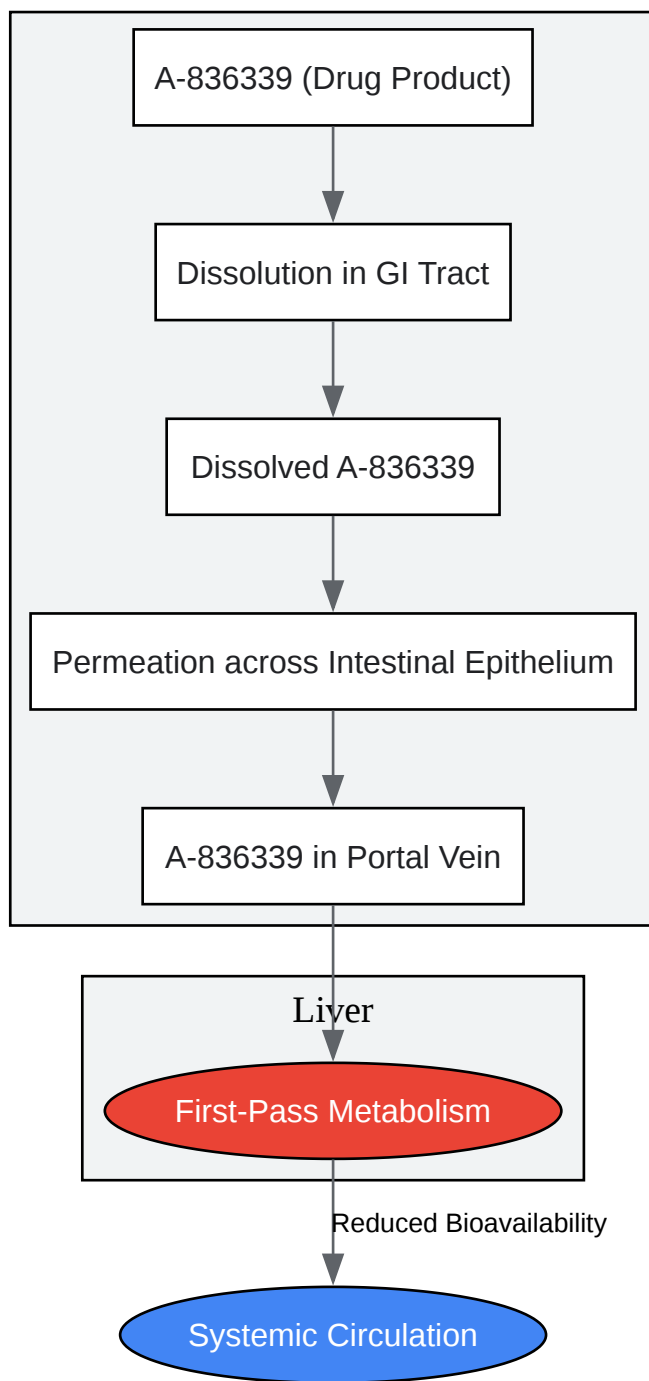 A-836339 (Drug Product)
Dissolution in GI Tract
Dissolved A-836339
Permeation across Intestinal Epithelium
A-836339 in Portal Vein
Liver
First-Pass Metabolism
Reduced Bioavailability
Systemic Circulation